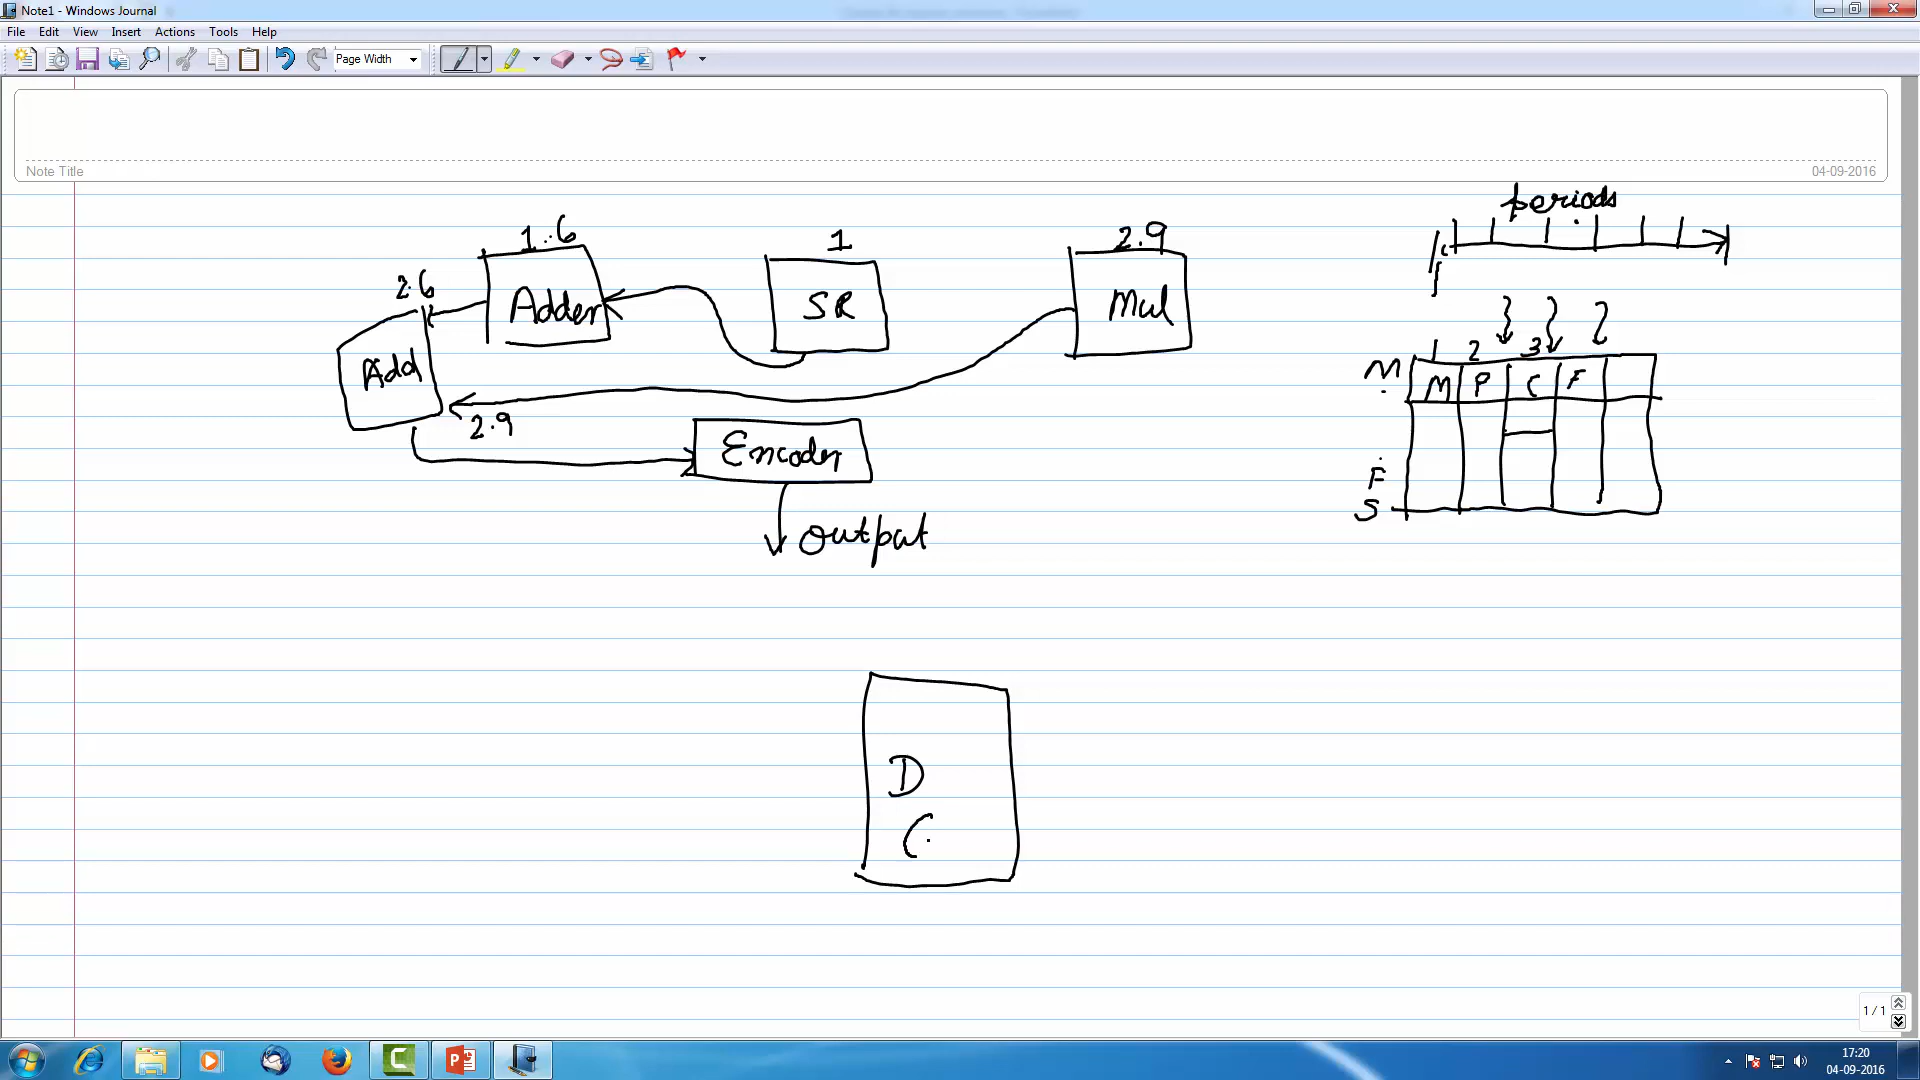 Note1 - Windows Journal
File Edit View Insert Actions Tools Help
Page Width
Note Title
04-09-2016
periods
1.6
1
2.9
2.6
Adder
SR
Mul
Add
2.9
Encoder
output
1 2 3
M
M P C F
F
S
D
1 / 1
17:20
04-09-2016